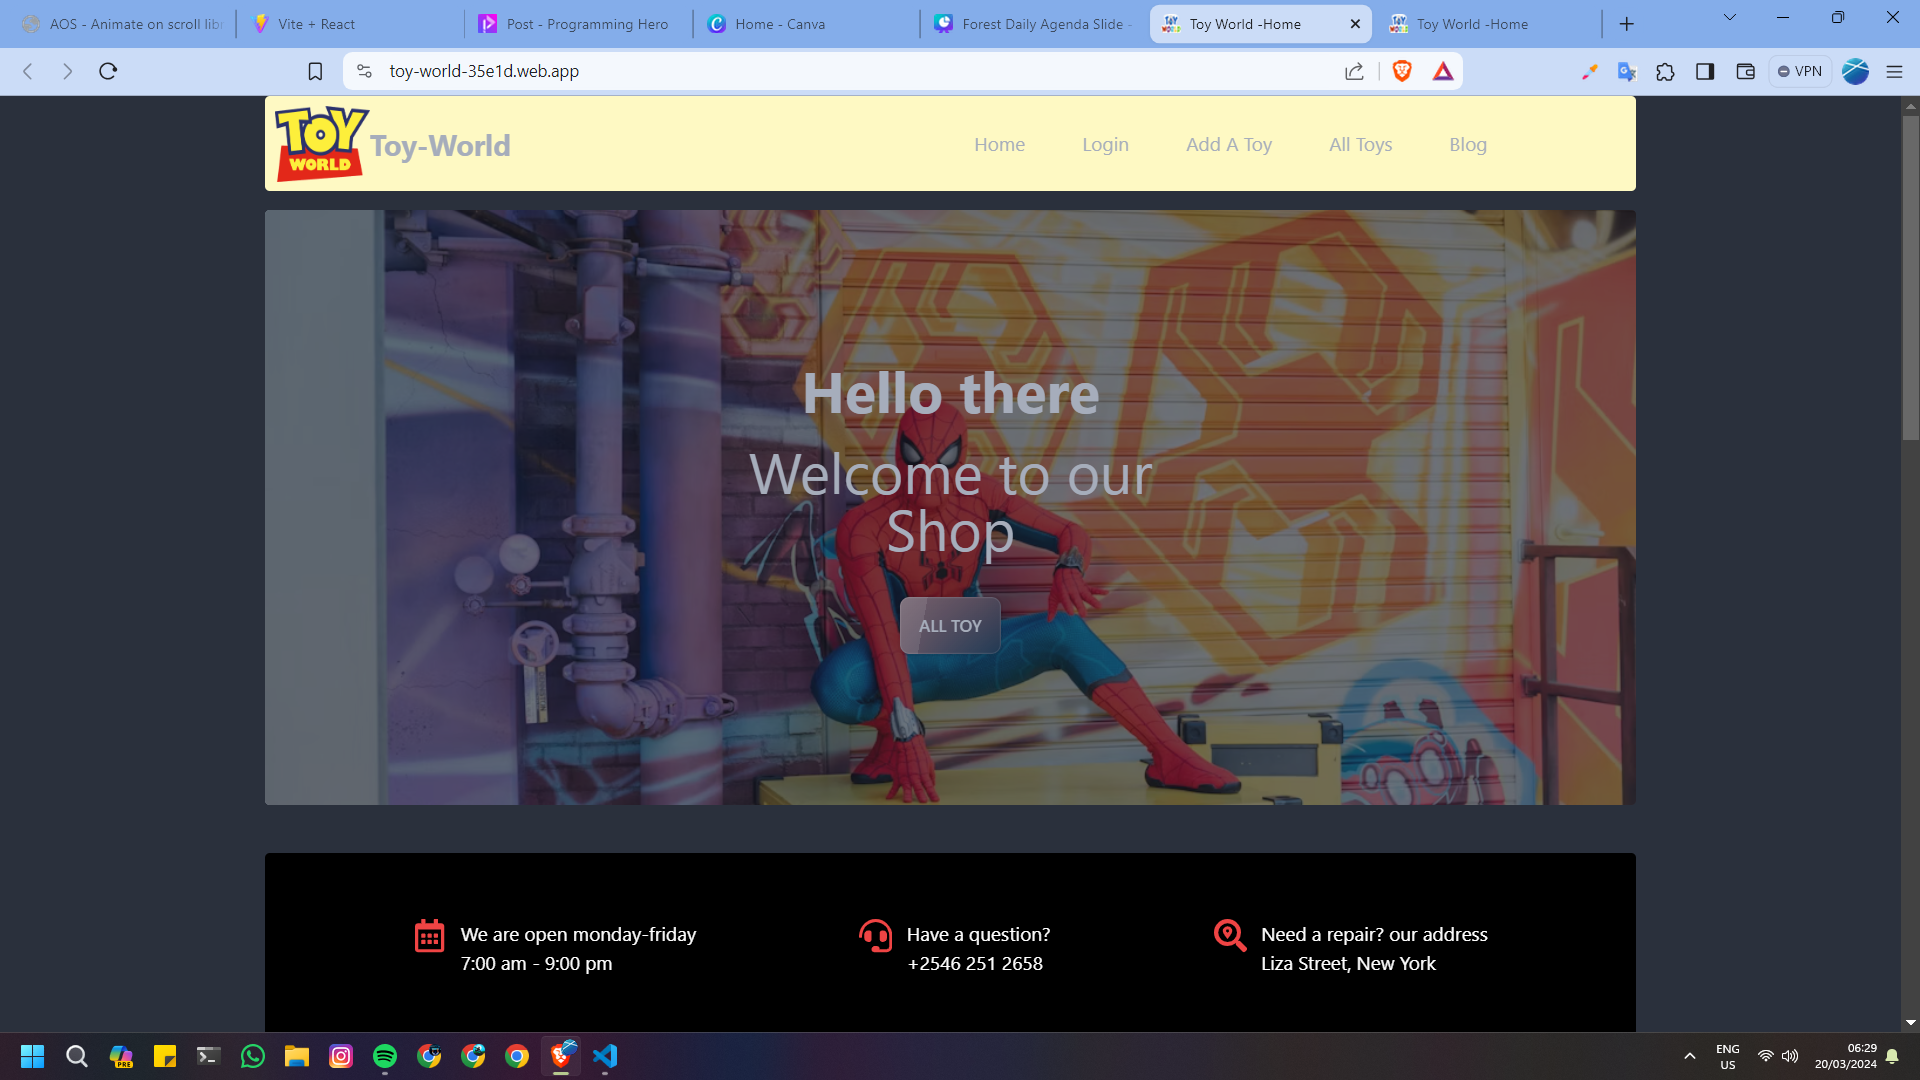 AOS - Animate on scroll libr
Vite + React
Post - Programming Hero
Home - Canva
Forest Daily Agenda Slide -
Toy World -Home
Toy World -Home
toy-world-35e1d.web.app
VPN
TOY
WORLD
Toy-World
Home
Login
Add A Toy
All Toys
Blog
Hello there
Welcome to our
Shop
ALL TOY
We are open monday-friday
7:00 am - 9:00 pm
Have a question?
+2546 251 2658
Need a repair? our address
Liza Street, New York
PRE
ENG
US
06:29
20/03/2024